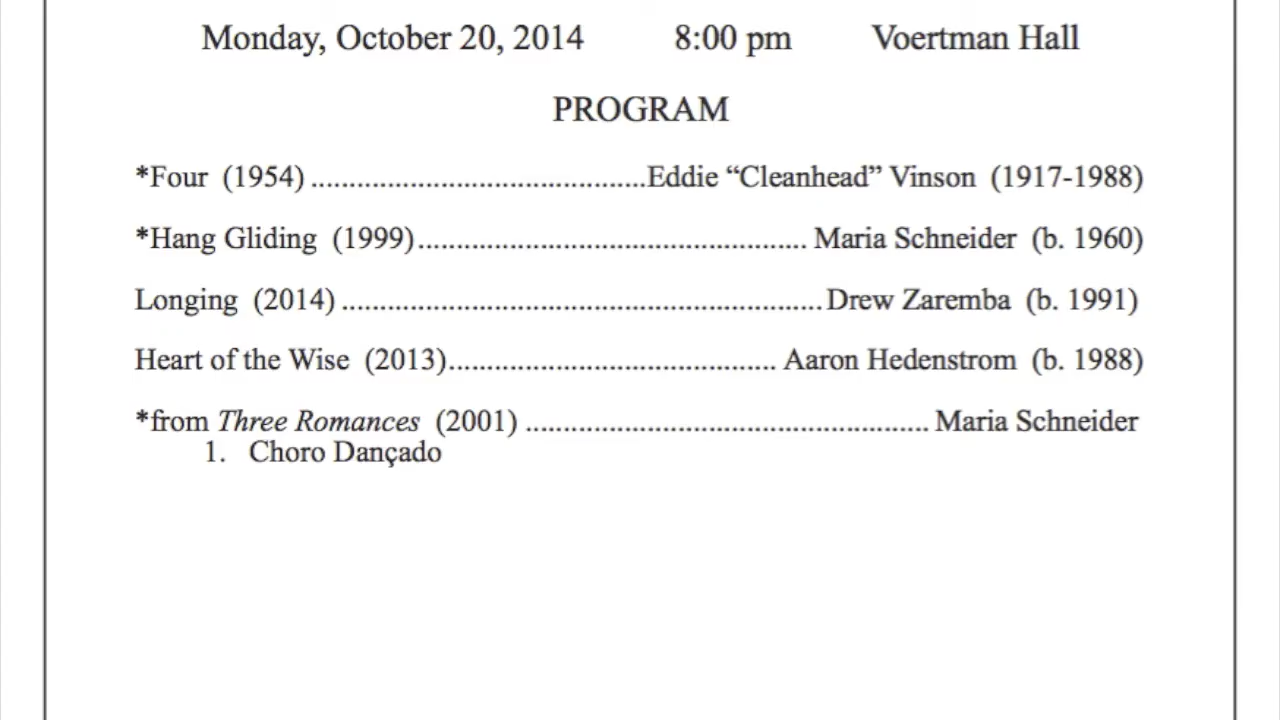 Monday, October 20, 2014 8:00 pm Voertman Hall
PROGRAM
*Four (1954) ............................................Eddie “Cleanhead” Vinson (1917-1988)
*Hang Gliding (1999)................................................... Maria Schneider (b. 1960)
Longing (2014) ...............................................................Drew Zaremba (b. 1991)
Heart of the Wise (2013)........................................... Aaron Hedenstrom (b. 1988)
*from Three Romances (2001) ..................................................... Maria Schneider
1. Choro Dançado